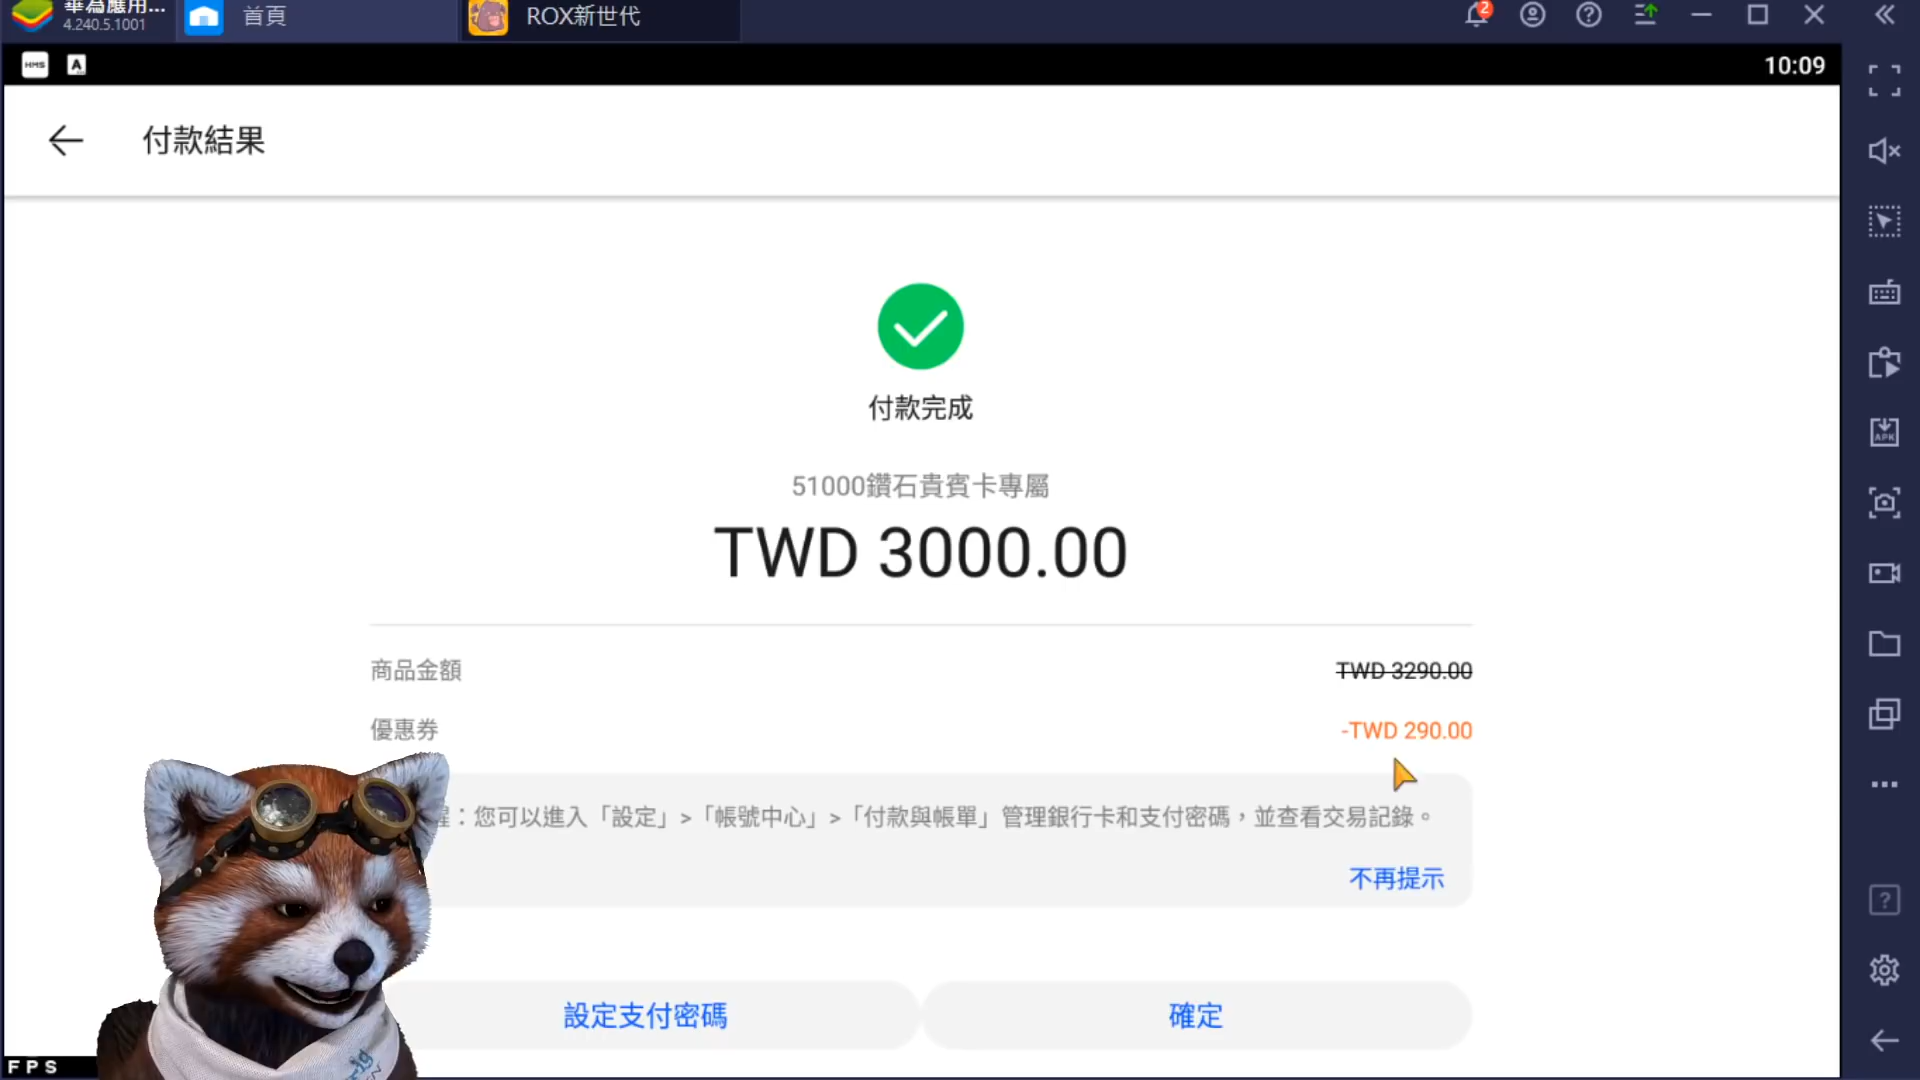 華為應用...
4.240.5.1001
首頁
ROX新世代
2
HMS
A
10:09
付款結果
付款完成
51000鑽石貴賓卡專屬
TWD 3000.00
商品金額
TWD 3290.00
優惠券
-TWD 290.00
：您可以進入「設定」>「帳號中心」>「付款與帳單」管理銀行卡和支付密碼，並查看交易記錄。
不再提示
設定支付密碼
確定
FPS
APK